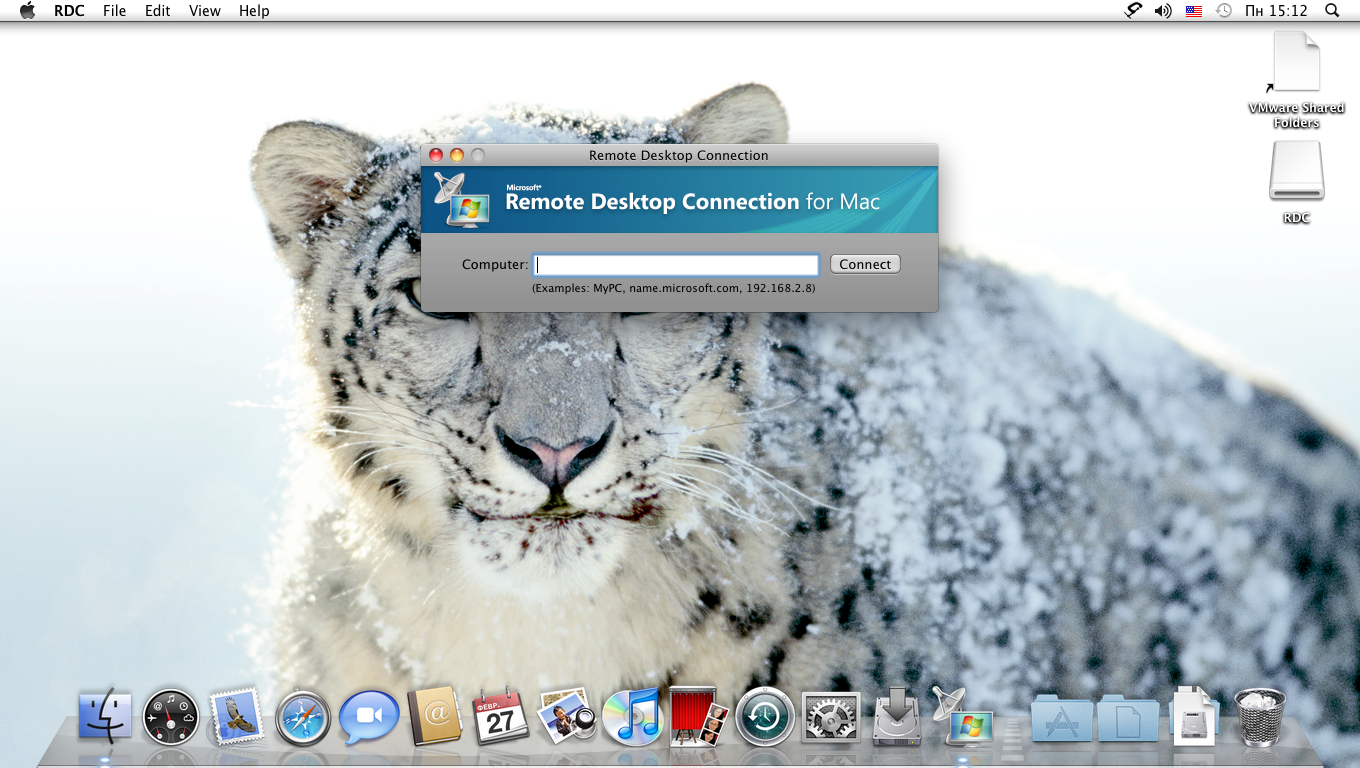 RDC File Edit View Help Пн 15:12
VMware Shared
Folders
RDC
Remote Desktop Connection
Microsoft®
Remote Desktop Connection for Mac
Computer: Connect
(Examples: MyPC, name.microsoft.com, 192.168.2.8)
ФЕВР.
27